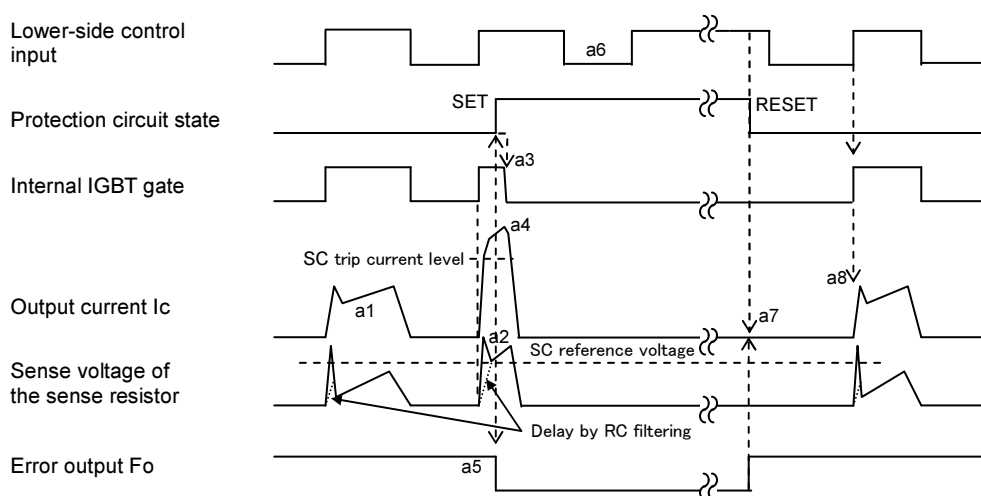 Lower-side control
input
a6
SET
RESET
Protection circuit state
a3
Internal IGBT gate
a4
SC trip current level
a8
Output current Ic
a1
a7
a2
SC reference voltage
Sense voltage of
the sense resistor
Delay by RC filtering
Error output Fo
a5